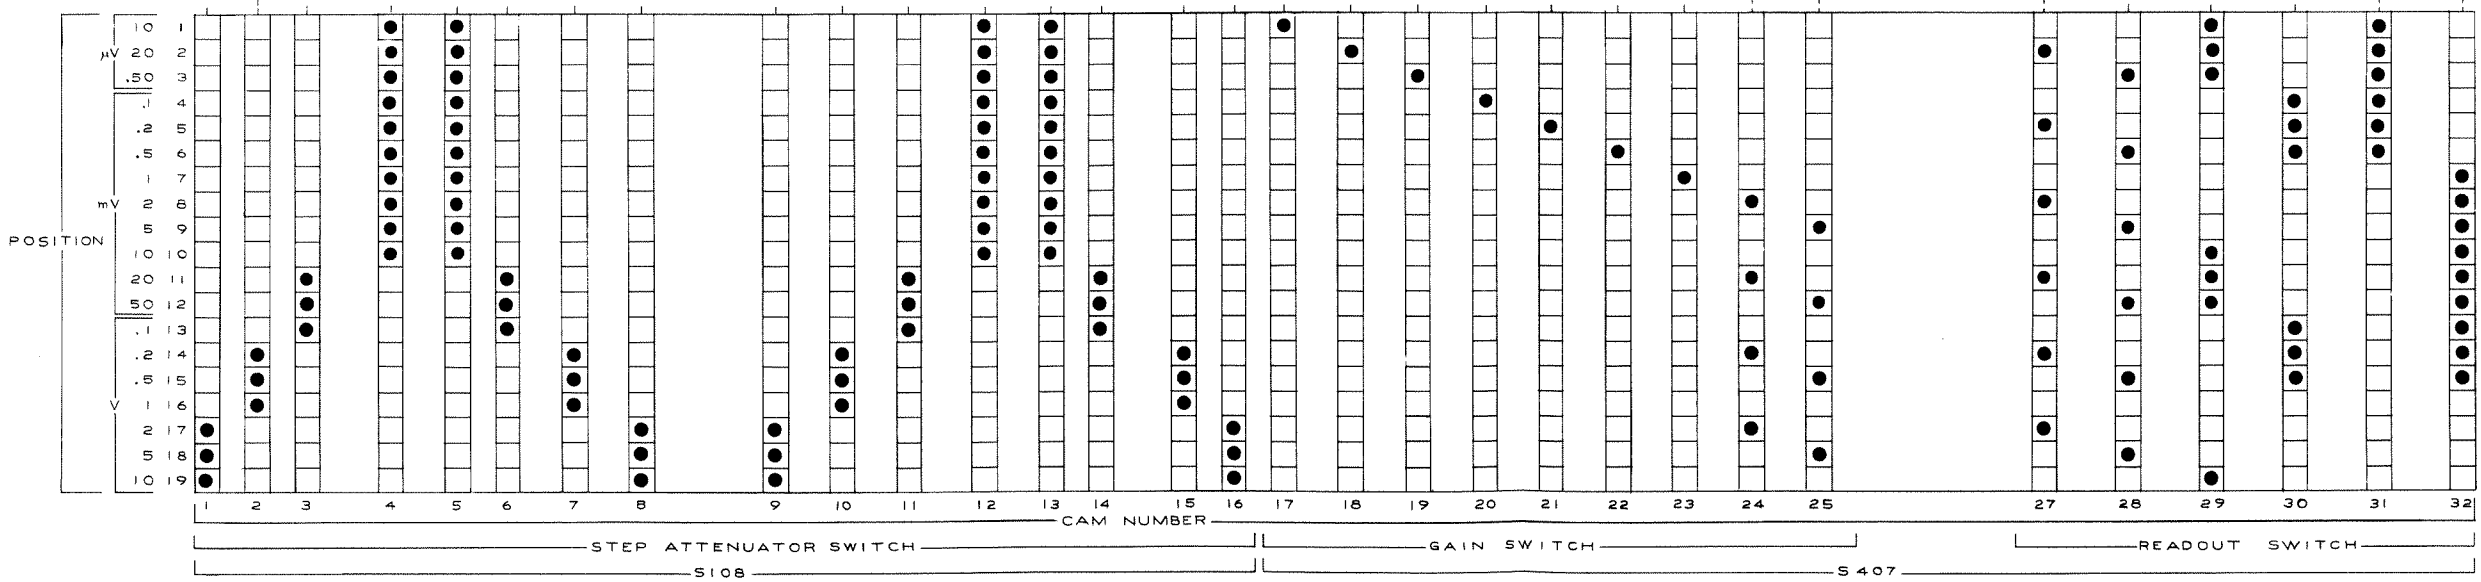 10 1
μV 20 2
.50 3
.1 4
.2 5
.5 6
1 7
mV 2 8
5 9
POSITION
10 10
20 11
50 12
.1 13
.2 14
.5 15
V 1 16
2 17
5 18
10 19
1 2 3 4 5 6 7 8 9 10 11 12 13 14 15 16 17 18 19 20 21 22 23 24 25 27 28 29 30 31 32
CAM NUMBER
STEP ATTENUATOR SWITCH GAIN SWITCH READOUT SWITCH
S108 S407